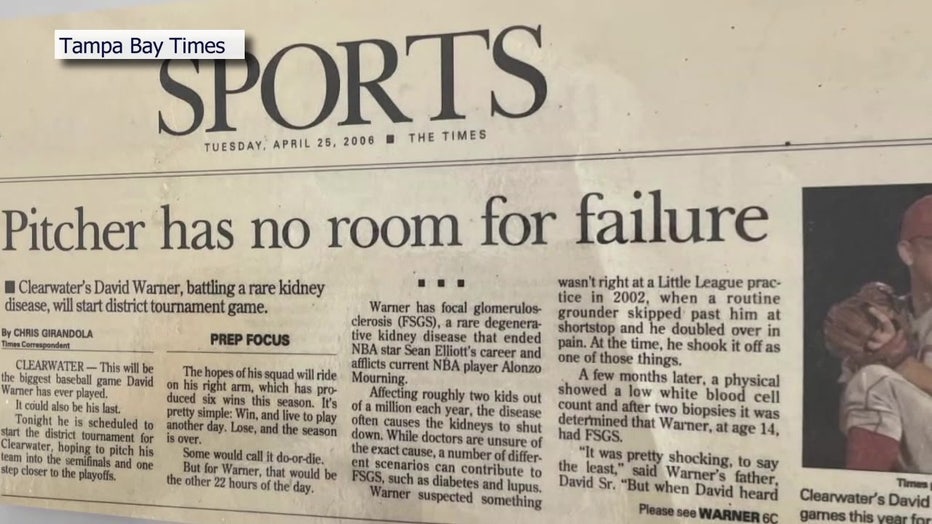 Tampa Bay Times
SPORTS
TUESDAY, APRIL 25, 2006 ■ THE TIMES
Pitcher has no room for failure
■ Clearwater's David Warner, battling a rare kidney
disease, will start district tournament game.
By CHRIS GIRANDOLA
Times Correspondent
CLEARWATER — This will be
the biggest baseball game David
Warner has ever played.
It could also be his last.
Tonight he is scheduled to
start the district tournament for
Clearwater, hoping to pitch his
team into the semifinals and one
step closer to the playoffs.
PREP FOCUS
The hopes of his squad will ride
on his right arm, which has pro-
duced six wins this season. It's
pretty simple: Win, and live to play
another day. Lose, and the season
is over.
Some would call it do-or-die.
But for Warner, that would be
the other 22 hours of the day.
■ ■ ■
Warner has focal glomerulos-
clerosis (FSGS), a rare degenera-
tive kidney disease that ended
NBA star Sean Elliott's career and
afflicts current NBA player Alonzo
Mourning.
Affecting roughly two kids out
of a million each year, the disease
often causes the kidneys to shut
down. While doctors are unsure of
the exact cause, a number of differ-
ent scenarios can contribute to
FSGS, such as diabetes and lupus.
Warner suspected something
wasn't right at a Little League prac-
tice in 2002, when a routine
grounder skipped past him at
shortstop and he doubled over in
pain. At the time, he shook it off as
one of those things.
A few months later, a physical
showed a low white blood cell
count and after two biopsies it was
determined that Warner, at age 14,
had FSGS.
"It was pretty shocking, to say
the least," said Warner's father,
David Sr. "But when David heard
Please see WARNER 6C
Times
Clearwater's David
games this year for